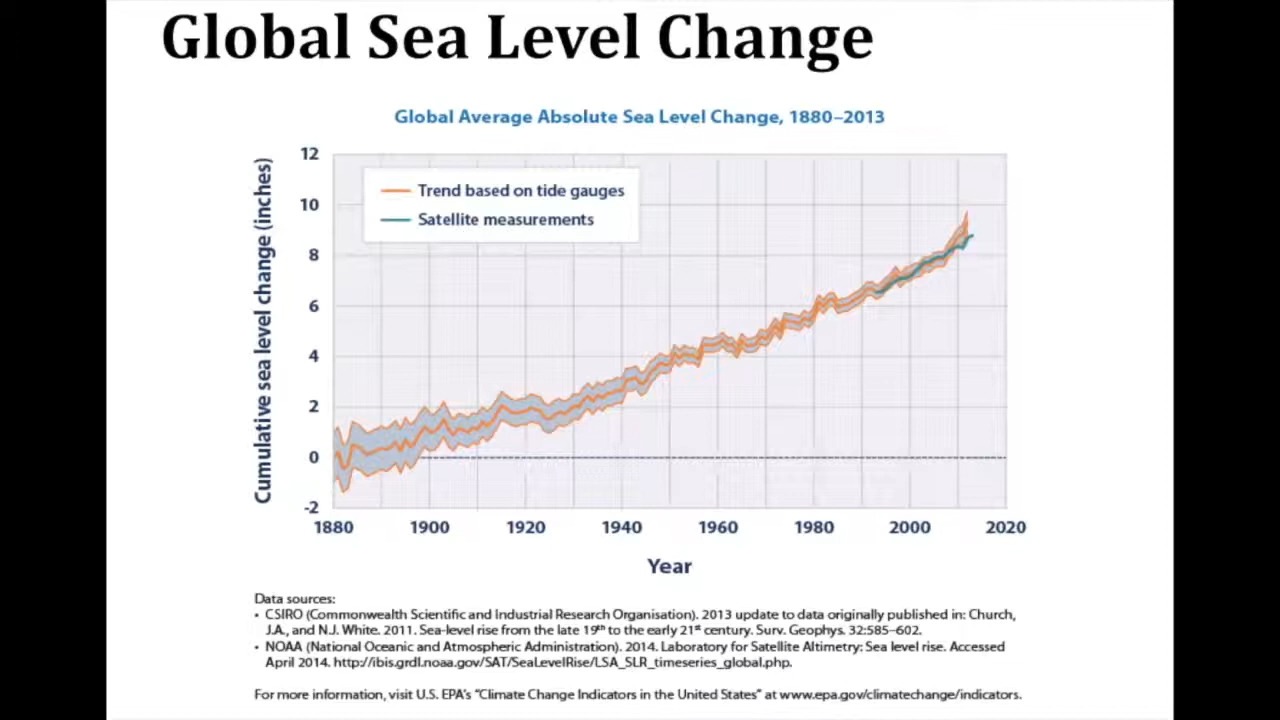 Global Sea Level Change
Global Average Absolute Sea Level Change, 1880–2013
Cumulative sea level change (inches)
12
10
8
6
4
2
0
-2
Trend based on tide gauges
Satellite measurements
1880 1900 1920 1940 1960 1980 2000 2020
Year
Data sources:
• CSIRO (Commonwealth Scientific and Industrial Research Organisation). 2013 update to data originally published in: Church,
J.A., and N.J. White. 2011. Sea-level rise from the late 19th to the early 21st century. Surv. Geophys. 32:585–602.
• NOAA (National Oceanic and Atmospheric Administration). 2014. Laboratory for Satellite Altimetry: Sea level rise. Accessed
April 2014. http://ibis.grdl.noaa.gov/SAT/SeaLevelRise/LSA_SLR_timeseries_global.php.
For more information, visit U.S. EPA's "Climate Change Indicators in the United States" at www.epa.gov/climatechange/indicators.